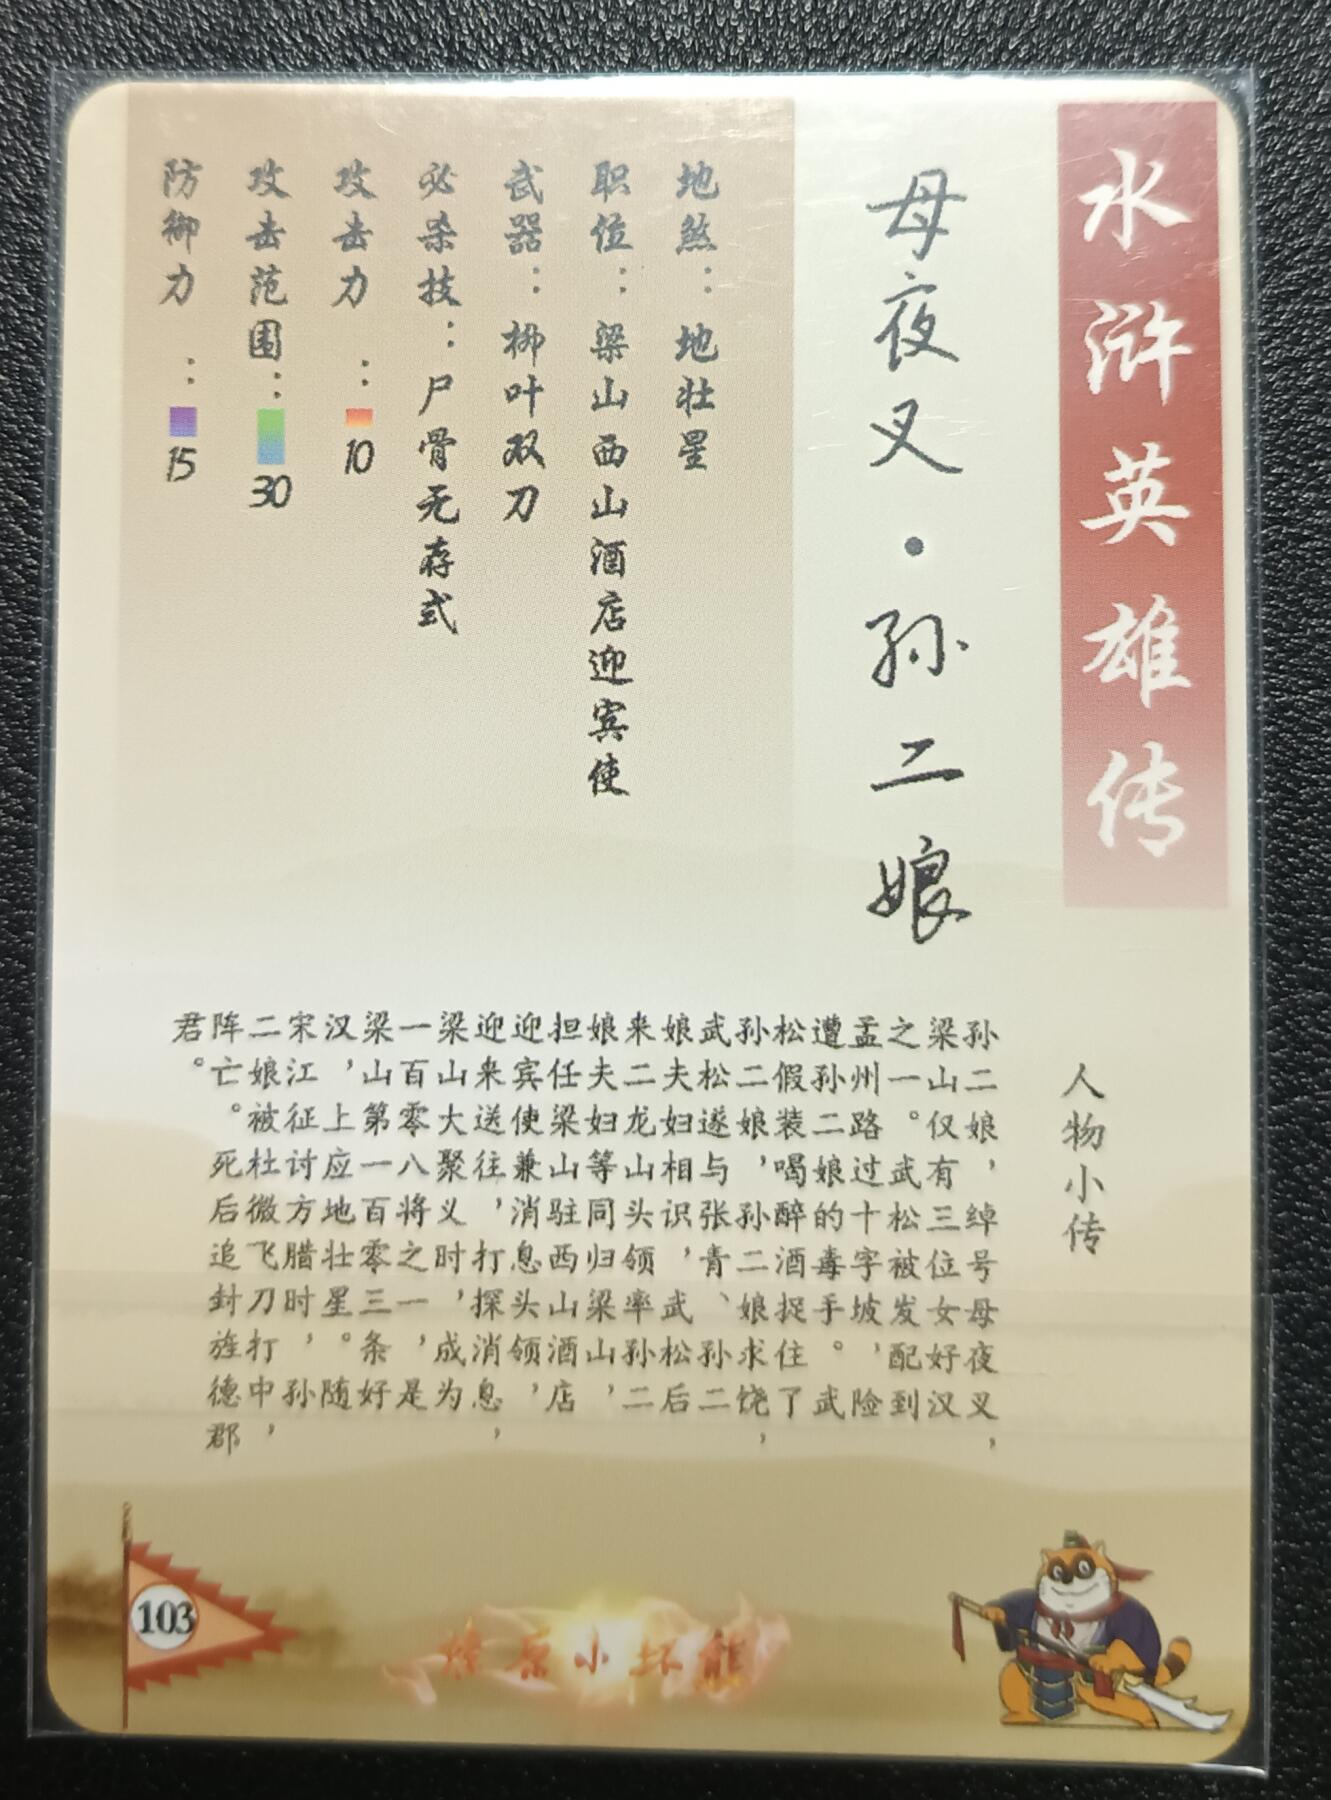 水浒英雄传
母夜叉·孙二娘
地煞：地壮星
职位：梁山西山酒店迎宾使
武器：柳叶双刀
必杀技：尸骨无存式
攻击力：10
攻击范围：30
防御力：15
人物小传
孙二娘，绰号母夜叉，
梁山仅有三位女好汉
之一。武松被发配到
孟州路过十字坡，险
遭孙二娘的毒手。武
松假装喝醉酒捉住了
孙二娘，孙二娘求饶，
武松遂与张青、孙二
娘夫妇相识，武松后
来二龙山头领率孙二
娘夫妇等同归梁山，
担任梁山驻西山酒店
迎宾使兼消息头领，
迎来送往，打探消息，
梁山大聚义时，成为
一百零八将之一，是
梁山第一百零三条好
汉，上应地壮星。随
宋江征讨方腊时，孙
二娘被杜微飞刀打中，
阵亡。死后追封旌德郡
君。
103
燎原小坏熊